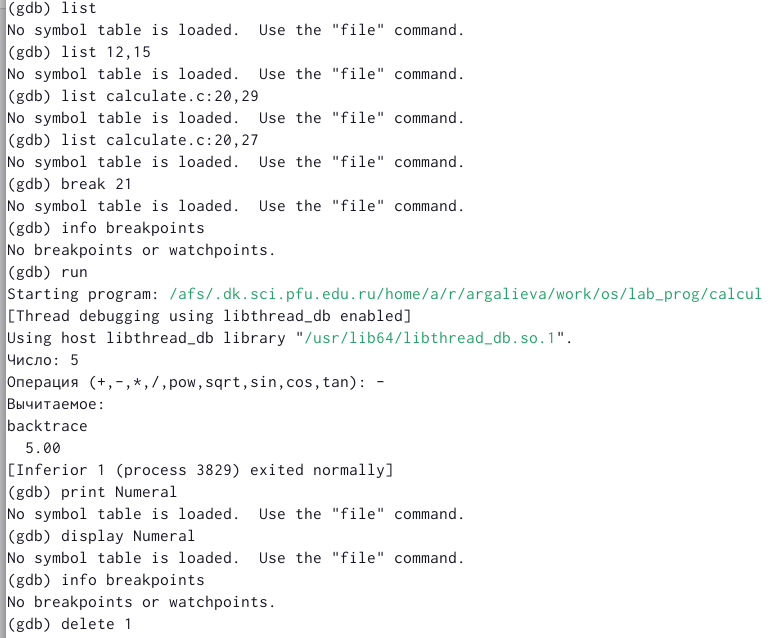 (gdb) list
No symbol table is loaded.  Use the "file" command.
(gdb) list 12,15
No symbol table is loaded.  Use the "file" command.
(gdb) list calculate.c:20,29
No symbol table is loaded.  Use the "file" command.
(gdb) list calculate.c:20,27
No symbol table is loaded.  Use the "file" command.
(gdb) break 21
No symbol table is loaded.  Use the "file" command.
(gdb) info breakpoints
No breakpoints or watchpoints.
(gdb) run
Starting program: /afs/.dk.sci.pfu.edu.ru/home/a/r/argalieva/work/os/lab_prog/calcul
[Thread debugging using libthread_db enabled]
Using host libthread_db library "/usr/lib64/libthread_db.so.1".
Число: 5
Операция (+,-,*,/,pow,sqrt,sin,cos,tan): -
Вычитаемое:
backtrace
  5.00
[Inferior 1 (process 3829) exited normally]
(gdb) print Numeral
No symbol table is loaded.  Use the "file" command.
(gdb) display Numeral
No symbol table is loaded.  Use the "file" command.
(gdb) info breakpoints
No breakpoints or watchpoints.
(gdb) delete 1